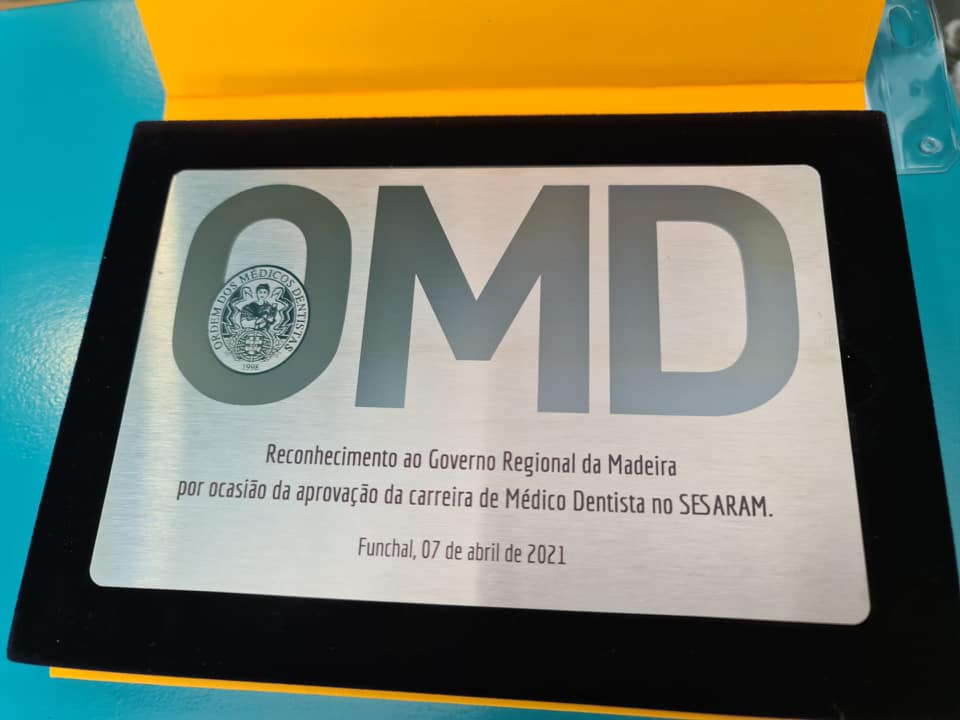 OMD
ORDEM DOS MÉDICOS DENTISTAS
1998
Reconhecimento ao Governo Regional da Madeira
por ocasião da aprovação da carreira de Médico Dentista no SESARAM.
Funchal, 07 de abril de 2021